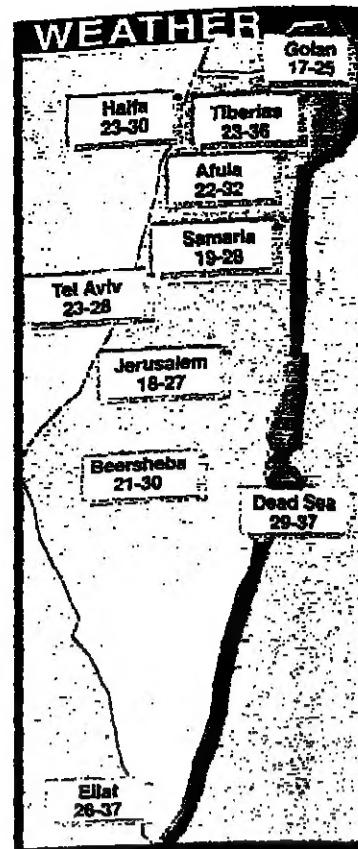 WEATHER
Golan
17-25
Haifa
23-30
Tiberias
23-36
Afula
22-32
Samaria
19-28
Tel Aviv
23-28
Jerusalem
18-27
Beersheba
21-30
Dead Sea
29-37
Eilat
26-37